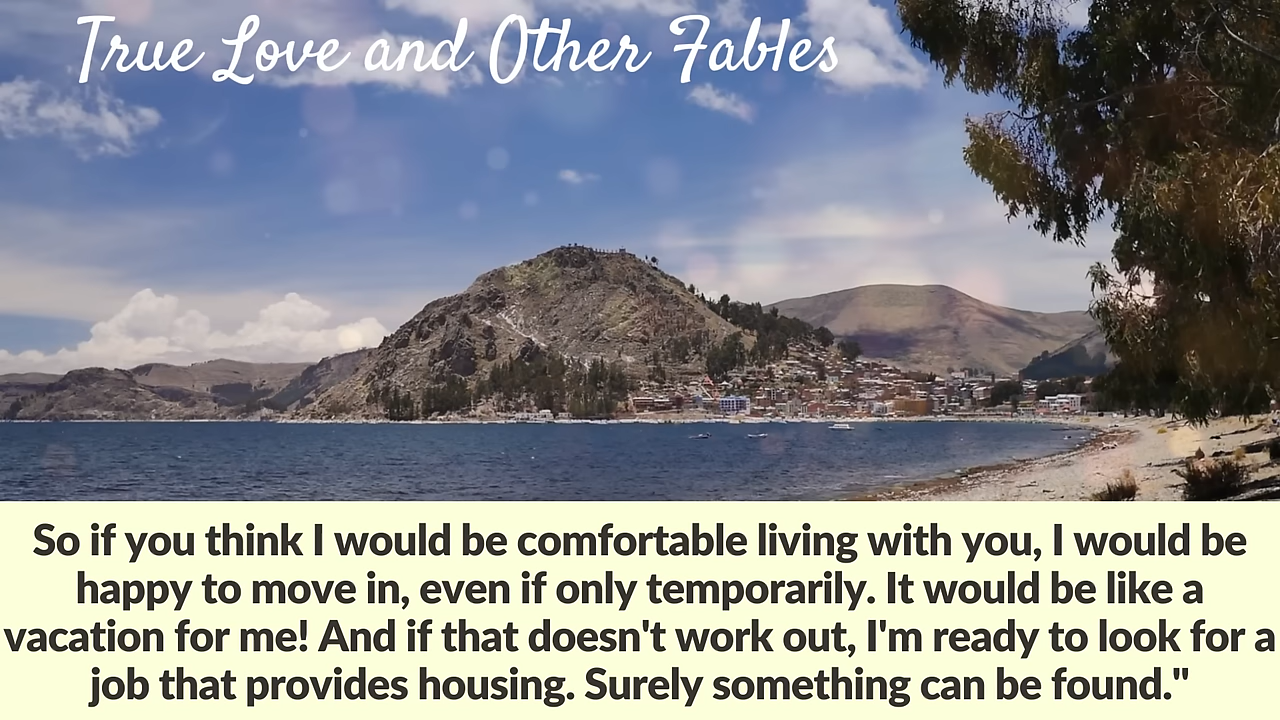 True Love and Other Fables
So if you think I would be comfortable living with you, I would be
happy to move in, even if only temporarily. It would be like a
vacation for me! And if that doesn't work out, I'm ready to look for a
job that provides housing. Surely something can be found."